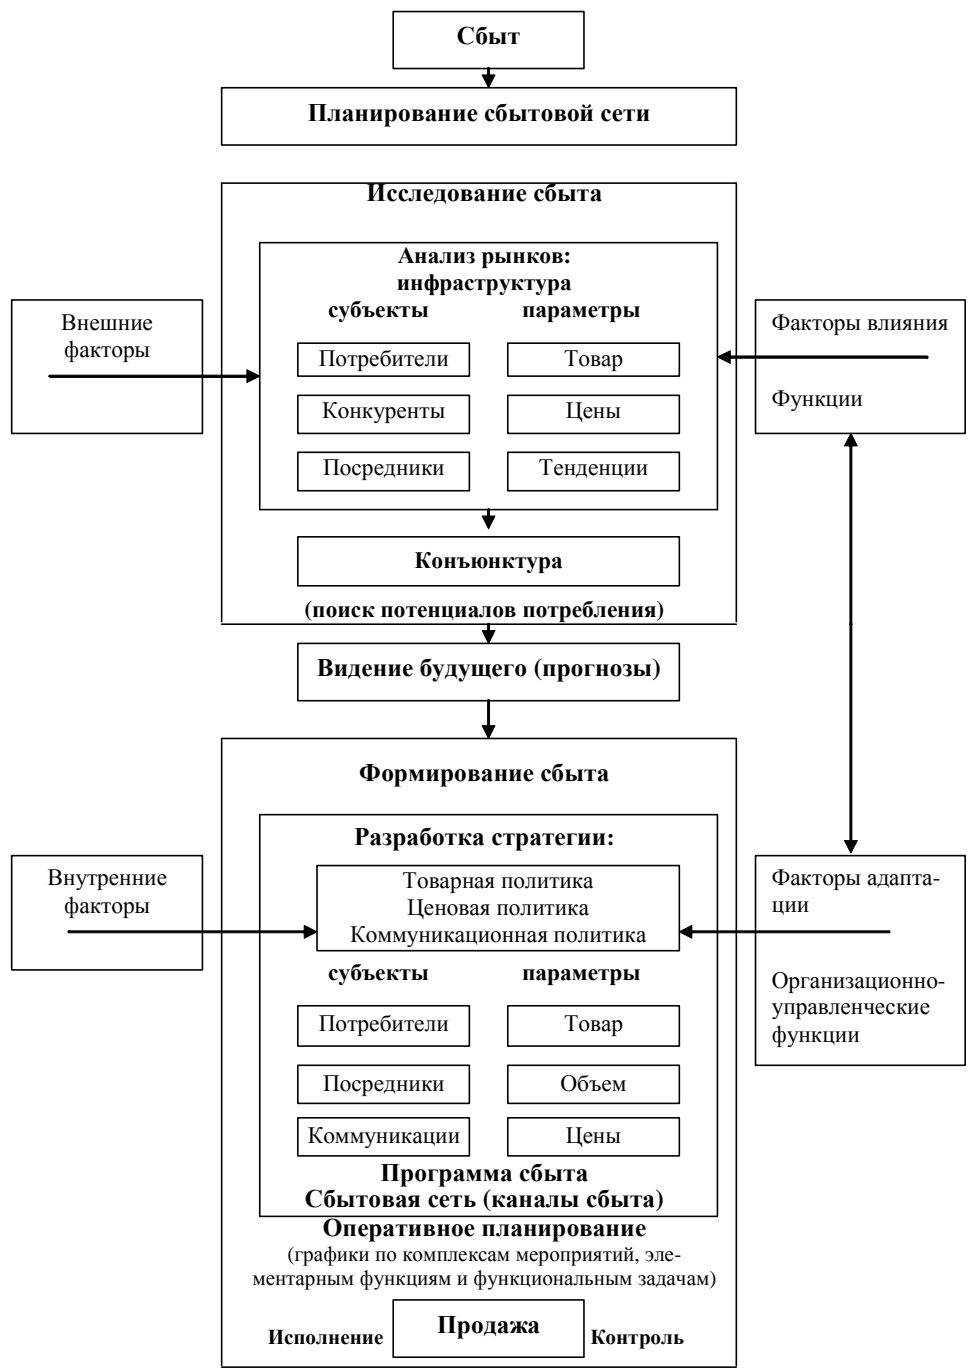 Сбыт
Планирование сбытовой сети
Исследование сбыта
Анализ рынков:
инфраструктура
субъекты параметры
Внешние
факторы
Потребители Товар
Конкуренты Цены
Посредники Тенденции
Факторы влияния
Функции
Конъюнктура
(поиск потенциалов потребления)
Видение будущего (прогнозы)
Формирование сбыта
Разработка стратегии:
Товарная политика
Ценовая политика
Коммуникационная политика
Внутренние
факторы
Факторы адапта-
ции
Организационно-
управленческие
функции
субъекты параметры
Потребители Товар
Посредники Объем
Коммуникации Цены
Программа сбыта
Сбытовая сеть (каналы сбыта)
Оперативное планирование
(графики по комплексам мероприятий, эле-
ментарным функциям и функциональным задачам)
Исполнение Продажа Контроль